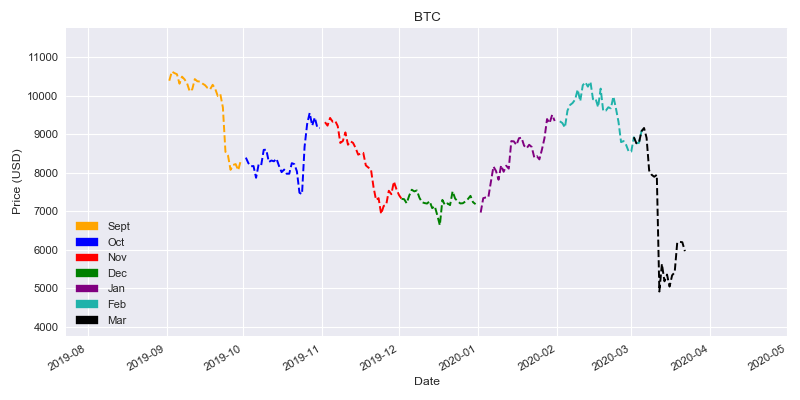 BTC
Price (USD)
11000
10000
9000
8000
7000
6000
5000
4000
Sept
Oct
Nov
Dec
Jan
Feb
Mar
2019-08
2019-09
2019-10
2019-11
2019-12
2020-01
2020-02
2020-03
2020-04
2020-05
Date